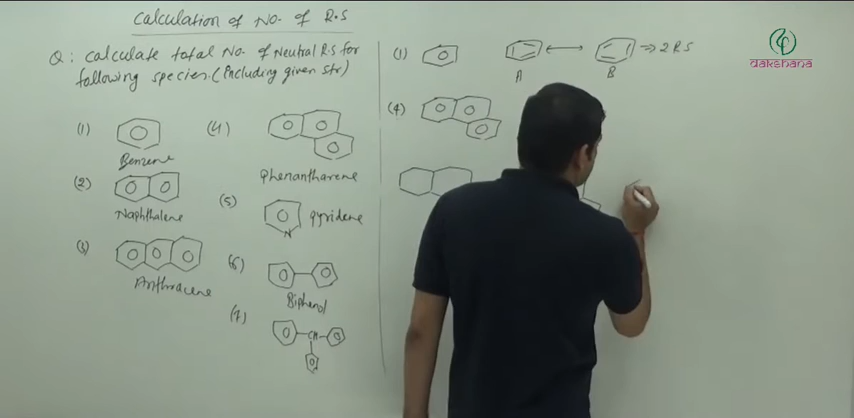 Calculation of No. of R.S
Q: Calculate total No. of Neutral R.S for
following species. (Including given str)
(1)
Benzene
(2)
Naphthalene
(3)
Anthracene
(4)
Phenantharene
(5)
N
pyridene
(6)
Biphenol
(7)
CH
(1)
A
B
⇒ 2 R S
(4)
dakshana